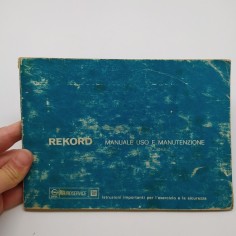 REKORD MANUALE USO E MANUTENZIONE
Istruzioni importanti per l'esercizio e la sicurezza